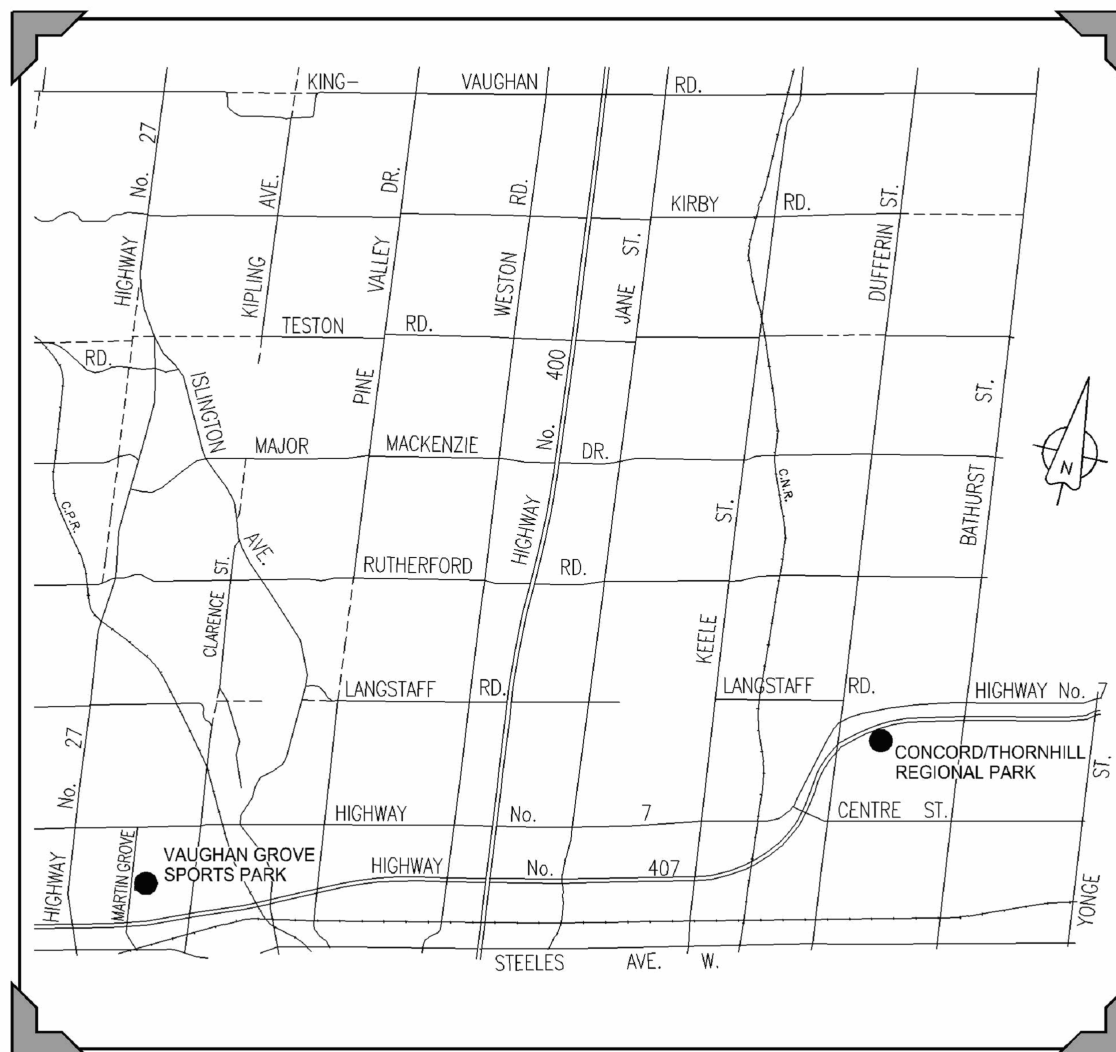 KING- VAUGHAN RD.
HIGHWAY No. 27
KIPLING AVE.
PINE VALLEY DR.
WESTON RD.
JANE ST.
KIRBY RD.
DUFFERIN ST.
TESTON RD.
RD.
ISLINGTON AVE.
HIGHWAY No. 400
MAJOR MACKENZIE DR.
BATHURST ST.
N
C.P.R.
C.N.R.
KEELE ST.
RUTHERFORD RD.
CLARENCE ST.
LANGSTAFF RD.
LANGSTAFF RD.
HIGHWAY No. 7
HIGHWAY No. 27
CONCORD/THORNHILL
REGIONAL PARK
HIGHWAY No. 7
CENTRE ST.
MARTIN GROVE
VAUGHAN GROVE
SPORTS PARK
HIGHWAY No. 407
YONGE ST.
STEELES AVE. W.